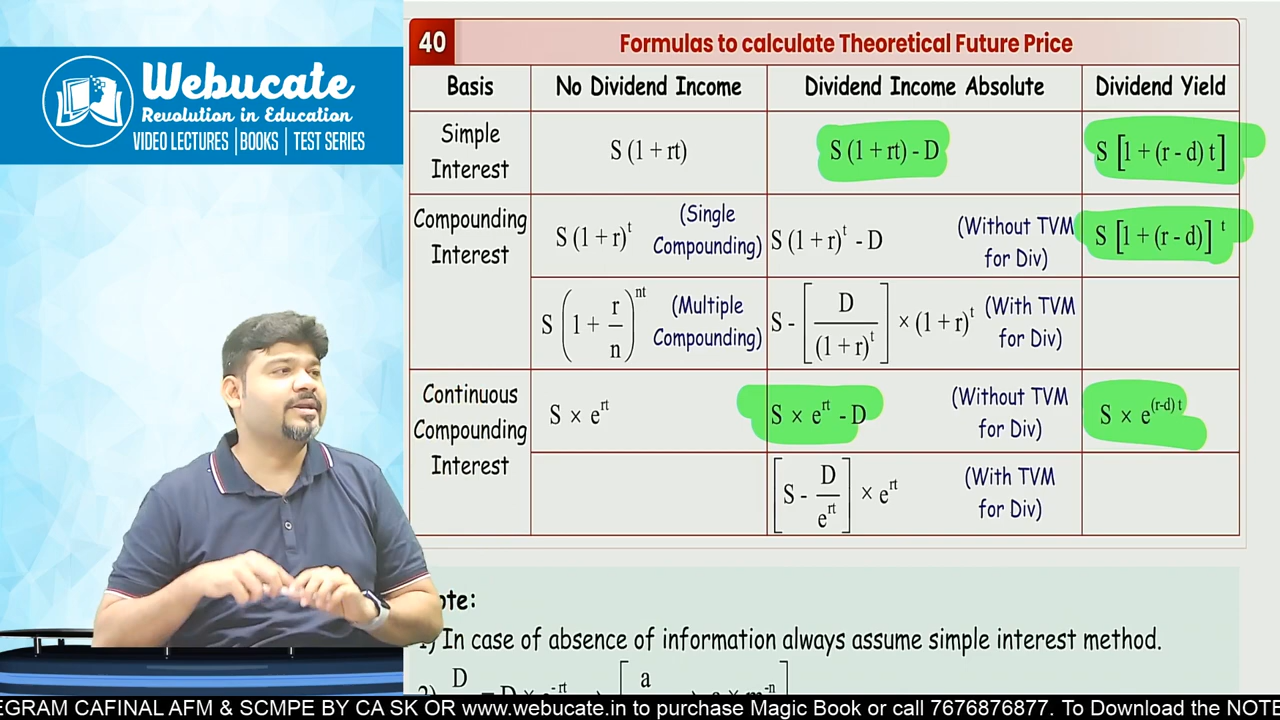 Webucate
Revolution in Education
VIDEO LECTURES | BOOKS | TEST SERIES
40 Formulas to calculate Theoretical Future Price
Basis No Dividend Income Dividend Income Absolute Dividend Yield
Simple Interest S (1 + rt) S (1 + rt) - D S [1 + (r - d) t]
Compounding Interest S (1 + r)^t (Single Compounding) S (1 + r)^t - D (Without TVM for Div) S [1 + (r - d)]^t
S (1 + r/n)^nt (Multiple Compounding) S - [D/(1 + r)^t] × (1 + r)^t (With TVM for Div)
Continuous Compounding Interest S × e^rt S × e^rt - D (Without TVM for Div) S × e^(r-d) t
[S - D/e^rt] × e^rt (With TVM for Div)
ote:
1) In case of absence of information always assume simple interest method.
EGRAM CAFINAL AFM & SCMPE BY CA SK OR www.webucate.in to purchase Magic Book or call 7676876877. To Download the NOTE